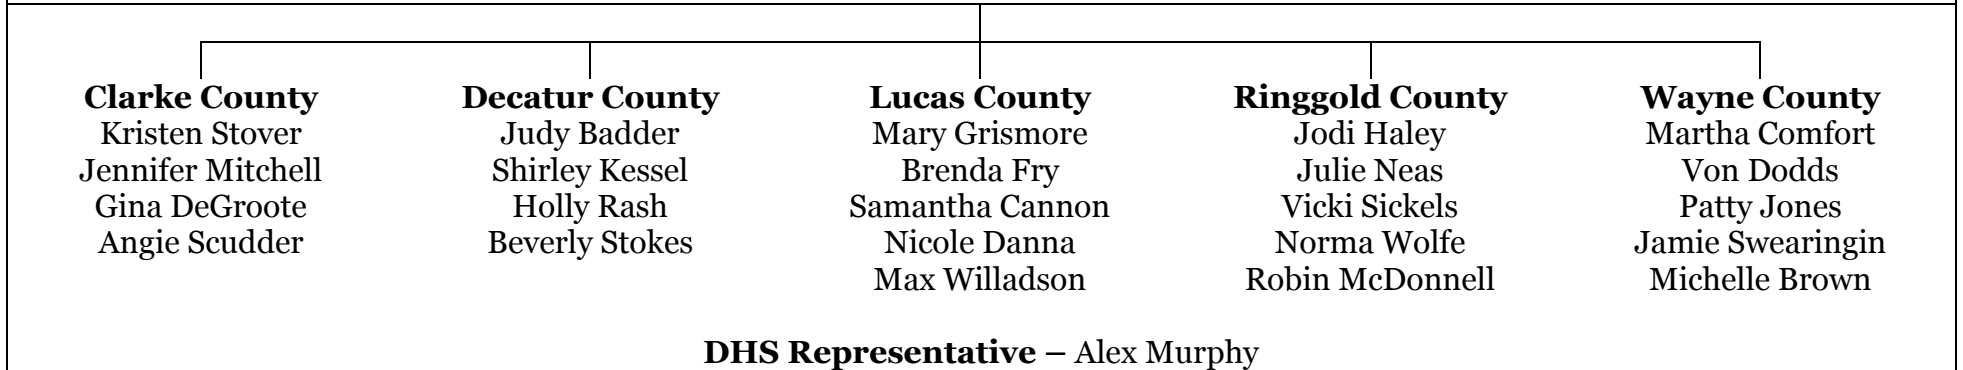 Clarke County
Kristen Stover
Jennifer Mitchell
Gina DeGroote
Angie Scudder
Decatur County
Judy Badder
Shirley Kessel
Holly Rash
Beverly Stokes
Lucas County
Mary Grismore
Brenda Fry
Samantha Cannon
Nicole Danna
Max Willadson
Ringgold County
Jodi Haley
Julie Neas
Vicki Sickels
Norma Wolfe
Robin McDonnell
Wayne County
Martha Comfort
Von Dodds
Patty Jones
Jamie Swearingin
Michelle Brown
DHS Representative – Alex Murphy